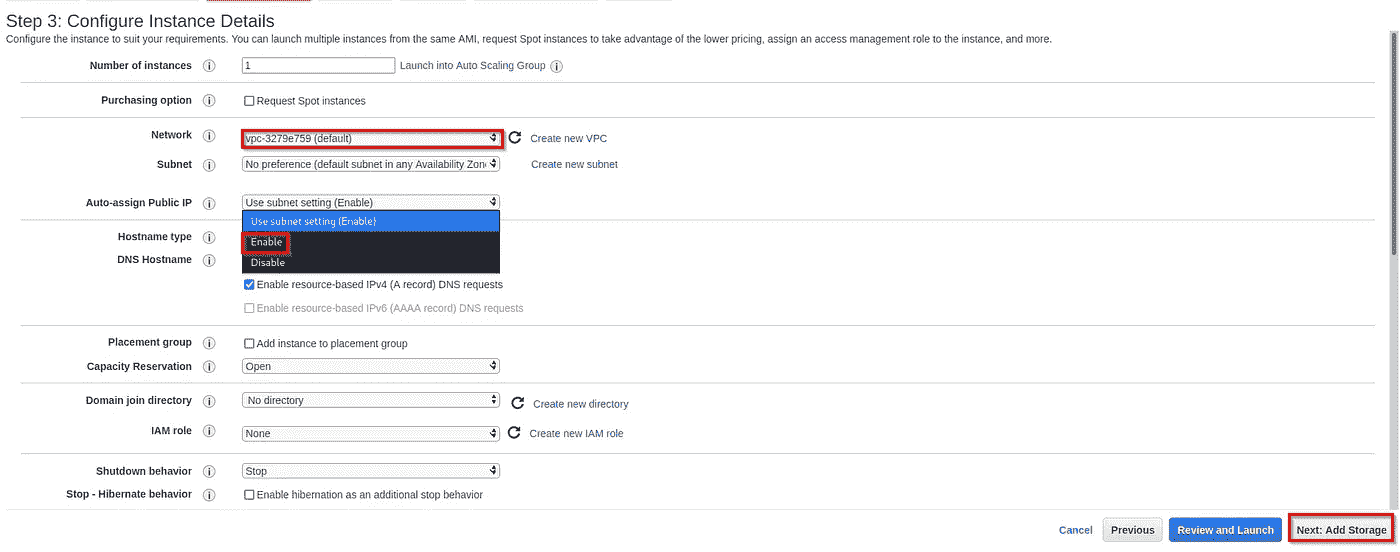 Step 3: Configure Instance Details
Configure the instance to suit your requirements. You can launch multiple instances from the same AMI, request Spot instances to take advantage of the lower pricing, assign an access management role to the instance, and more.
Number of instances 1 Launch into Auto Scaling Group
Purchasing option Request Spot instances
Network vpc-3279e759 (default) Create new VPC
Subnet No preference (default subnet in any Availability Zon Create new subnet
Auto-assign Public IP Use subnet setting (Enable)
Use subnet setting (Enable)
Hostname type Enable
DNS Hostname Disable
Enable resource-based IPv4 (A record) DNS requests
Enable resource-based IPv6 (AAAA record) DNS requests
Placement group Add instance to placement group
Capacity Reservation Open
Domain join directory No directory Create new directory
IAM role None Create new IAM role
Shutdown behavior Stop
Stop - Hibernate behavior Enable hibernation as an additional stop behavior
Cancel Previous Review and Launch Next: Add Storage